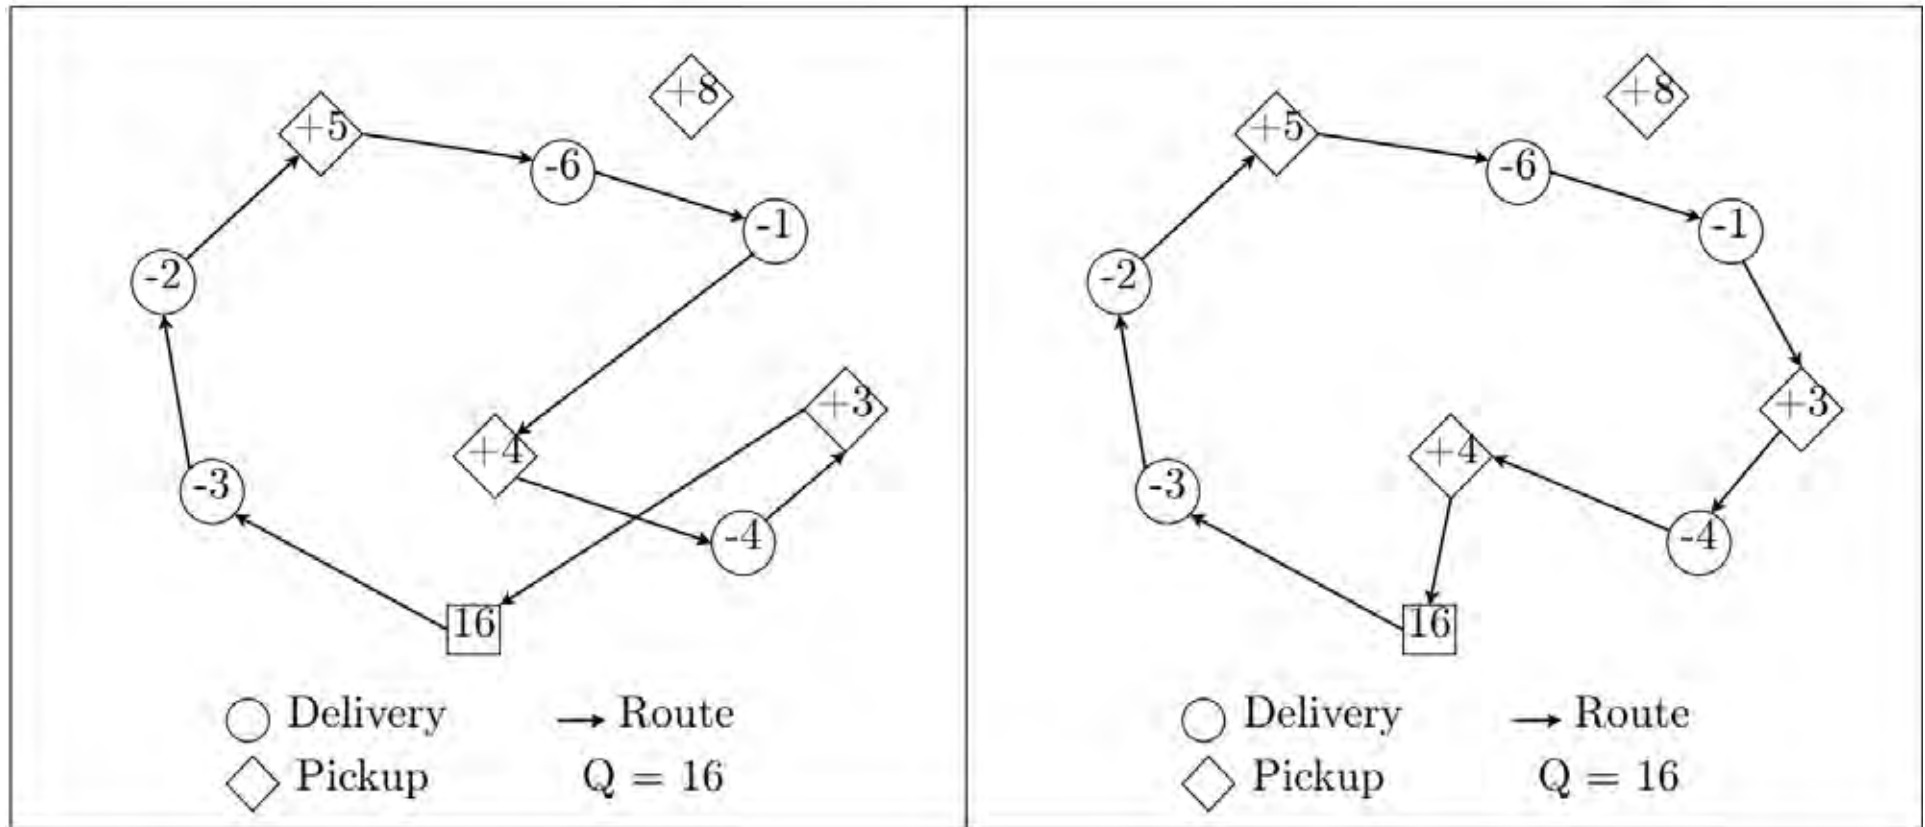 +8
+5
-6
-1
-2
+3
+4
-3
-4
16
Delivery
Route
Pickup
Q = 16
+8
+5
-6
-1
-2
+3
+4
-3
-4
16
Delivery
Route
Pickup
Q = 16